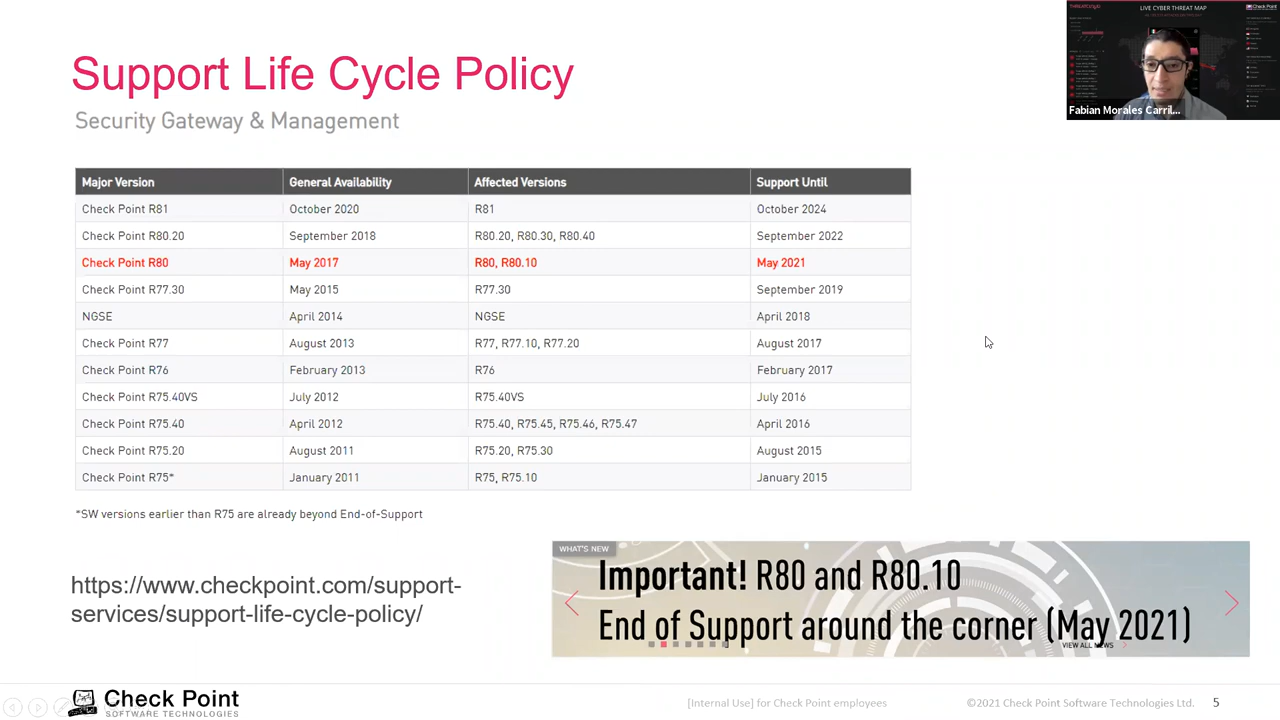 Support Life Cycle Policy
Security Gateway & Management
LIVE CYBER THREAT MAP
Check Point
Fabian Morales Carril...
Major Version General Availability Affected Versions Support Until
Check Point R81 October 2020 R81 October 2024
Check Point R80.20 September 2018 R80.20, R80.30, R80.40 September 2022
Check Point R80 May 2017 R80, R80.10 May 2021
Check Point R77.30 May 2015 R77.30 September 2019
NGSE April 2014 NGSE April 2018
Check Point R77 August 2013 R77, R77.10, R77.20 August 2017
Check Point R76 February 2013 R76 February 2017
Check Point R75.40VS July 2012 R75.40VS July 2016
Check Point R75.40 April 2012 R75.40, R75.45, R75.46, R75.47 April 2016
Check Point R75.20 August 2011 R75.20, R75.30 August 2015
Check Point R75* January 2011 R75, R75.10 January 2015
*SW versions earlier than R75 are already beyond End-of-Support
https://www.checkpoint.com/support-
services/support-life-cycle-policy/
WHAT'S NEW
Important! R80 and R80.10
End of Support around the corner (May 2021)
VIEW ALL NEWS
Check Point
SOFTWARE TECHNOLOGIES
[Internal Use] for Check Point employees
©2021 Check Point Software Technologies Ltd.
5